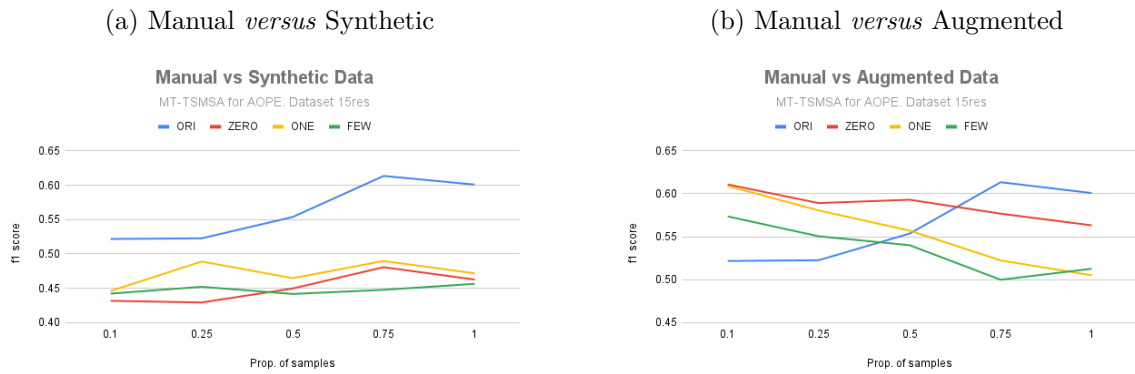 (a) Manual versus Synthetic
Manual vs Synthetic Data
MT-TSMSA for AOPE. Dataset 15res
ORI ZERO ONE FEW
f1 score
0.65
0.60
0.55
0.50
0.45
0.40
0.1 0.25 0.5 0.75 1
Prop. of samples
(b) Manual versus Augmented
Manual vs Augmented Data
MT-TSMSA for AOPE. Dataset 15res
ORI ZERO ONE FEW
f1 score
0.65
0.60
0.55
0.50
0.45
0.1 0.25 0.5 0.75 1
Prop. of samples